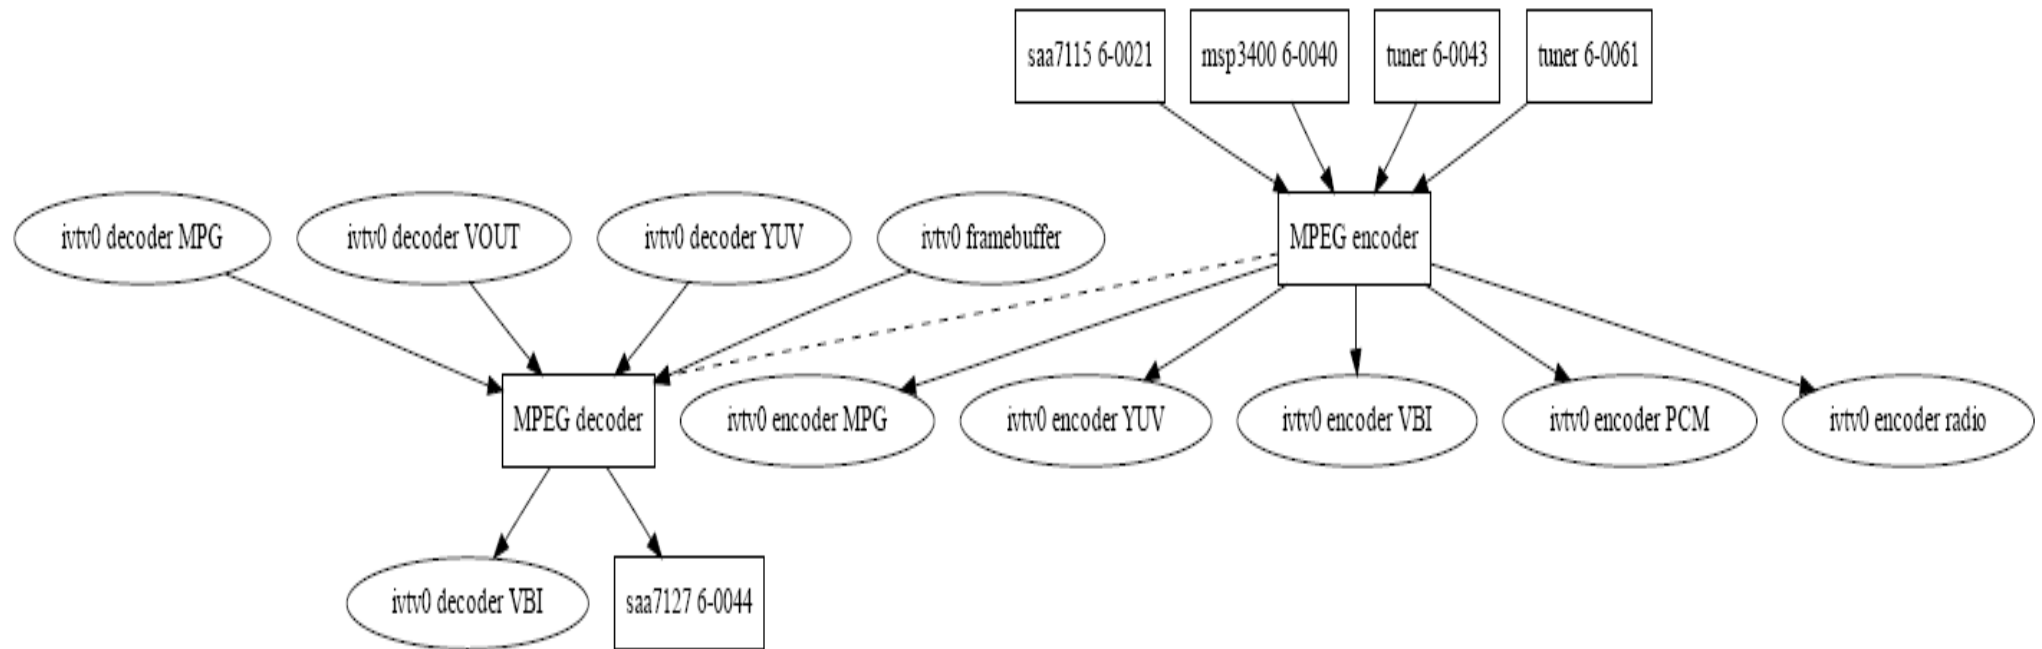 saa7115 6-0021
msp3400 6-0040
tuner 6-0043
tuner 6-0061
ivtv0 decoder MPG
ivtv0 decoder VOUT
ivtv0 decoder YUV
ivtv0 framebuffer
MPEG encoder
MPEG decoder
ivtv0 encoder MPG
ivtv0 encoder YUV
ivtv0 encoder VBI
ivtv0 encoder PCM
ivtv0 encoder radio
ivtv0 decoder VBI
saa7127 6-0044